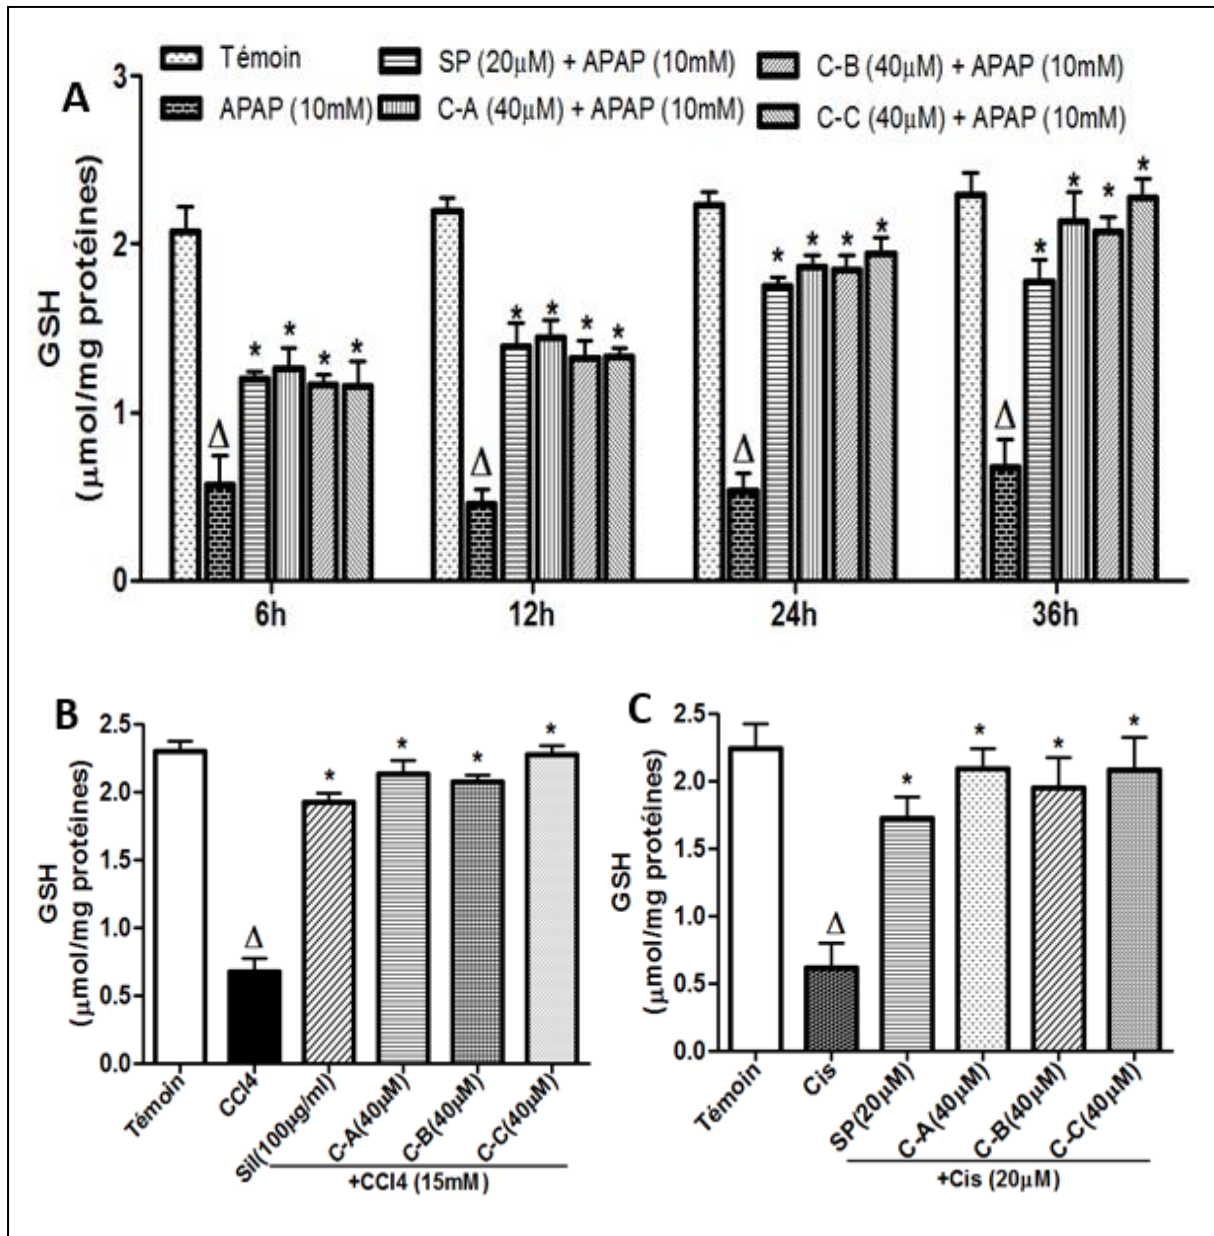 A
Témoin
SP (20µM) + APAP (10mM)
C-B (40µM) + APAP (10mM)
APAP (10mM)
C-A (40µM) + APAP (10mM)
C-C (40µM) + APAP (10mM)
GSH
(µmol/mg protéines)
3
2
1
0
* * * * * * * * * * * * * * * *
Δ Δ Δ Δ
6h 12h 24h 36h
B
GSH
(µmol/mg protéines)
2.5
2.0
1.5
1.0
0.5
0.0
Δ * * * *
Témoin
CCl4
Sil(100µg/ml)
C-A(40µM)
C-B(40µM)
C-C(40µM)
+CCl4 (15mM)
C
GSH
(µmol/mg protéines)
2.5
2.0
1.5
1.0
0.5
0.0
Δ * * * *
Témoin
Cis
SP(20µM)
C-A(40µM)
C-B(40µM)
C-C(40µM)
+Cis (20µM)